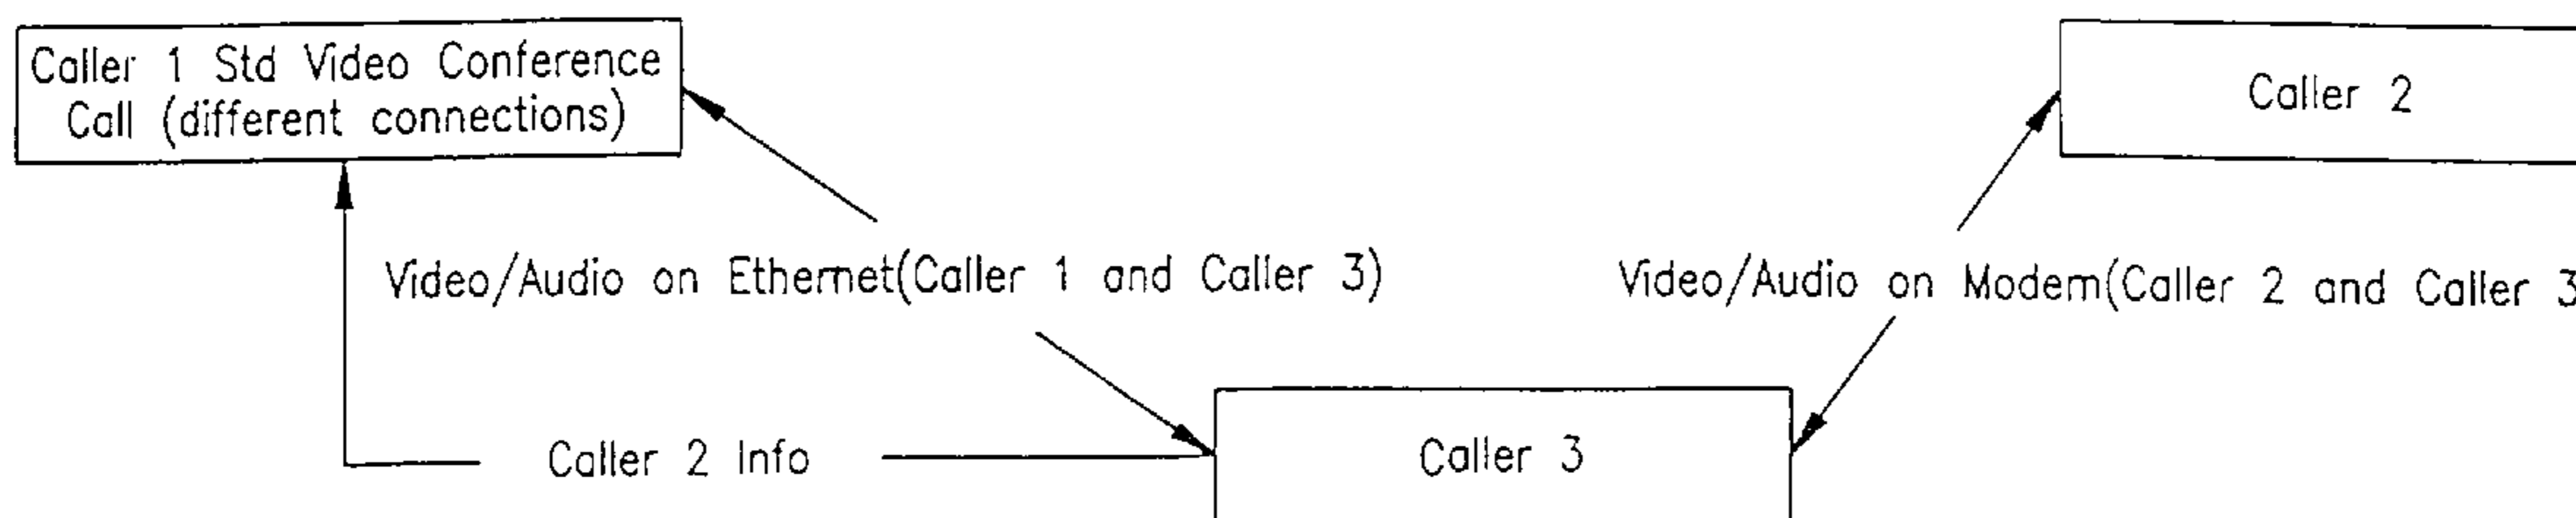 Caller 1 Std Video Conference
Call (different connections)
Caller 2
Video/Audio on Ethernet(Caller 1 and Caller 3)
Video/Audio on Modem(Caller 2 and Caller 3
Caller 2 Info
Caller 3